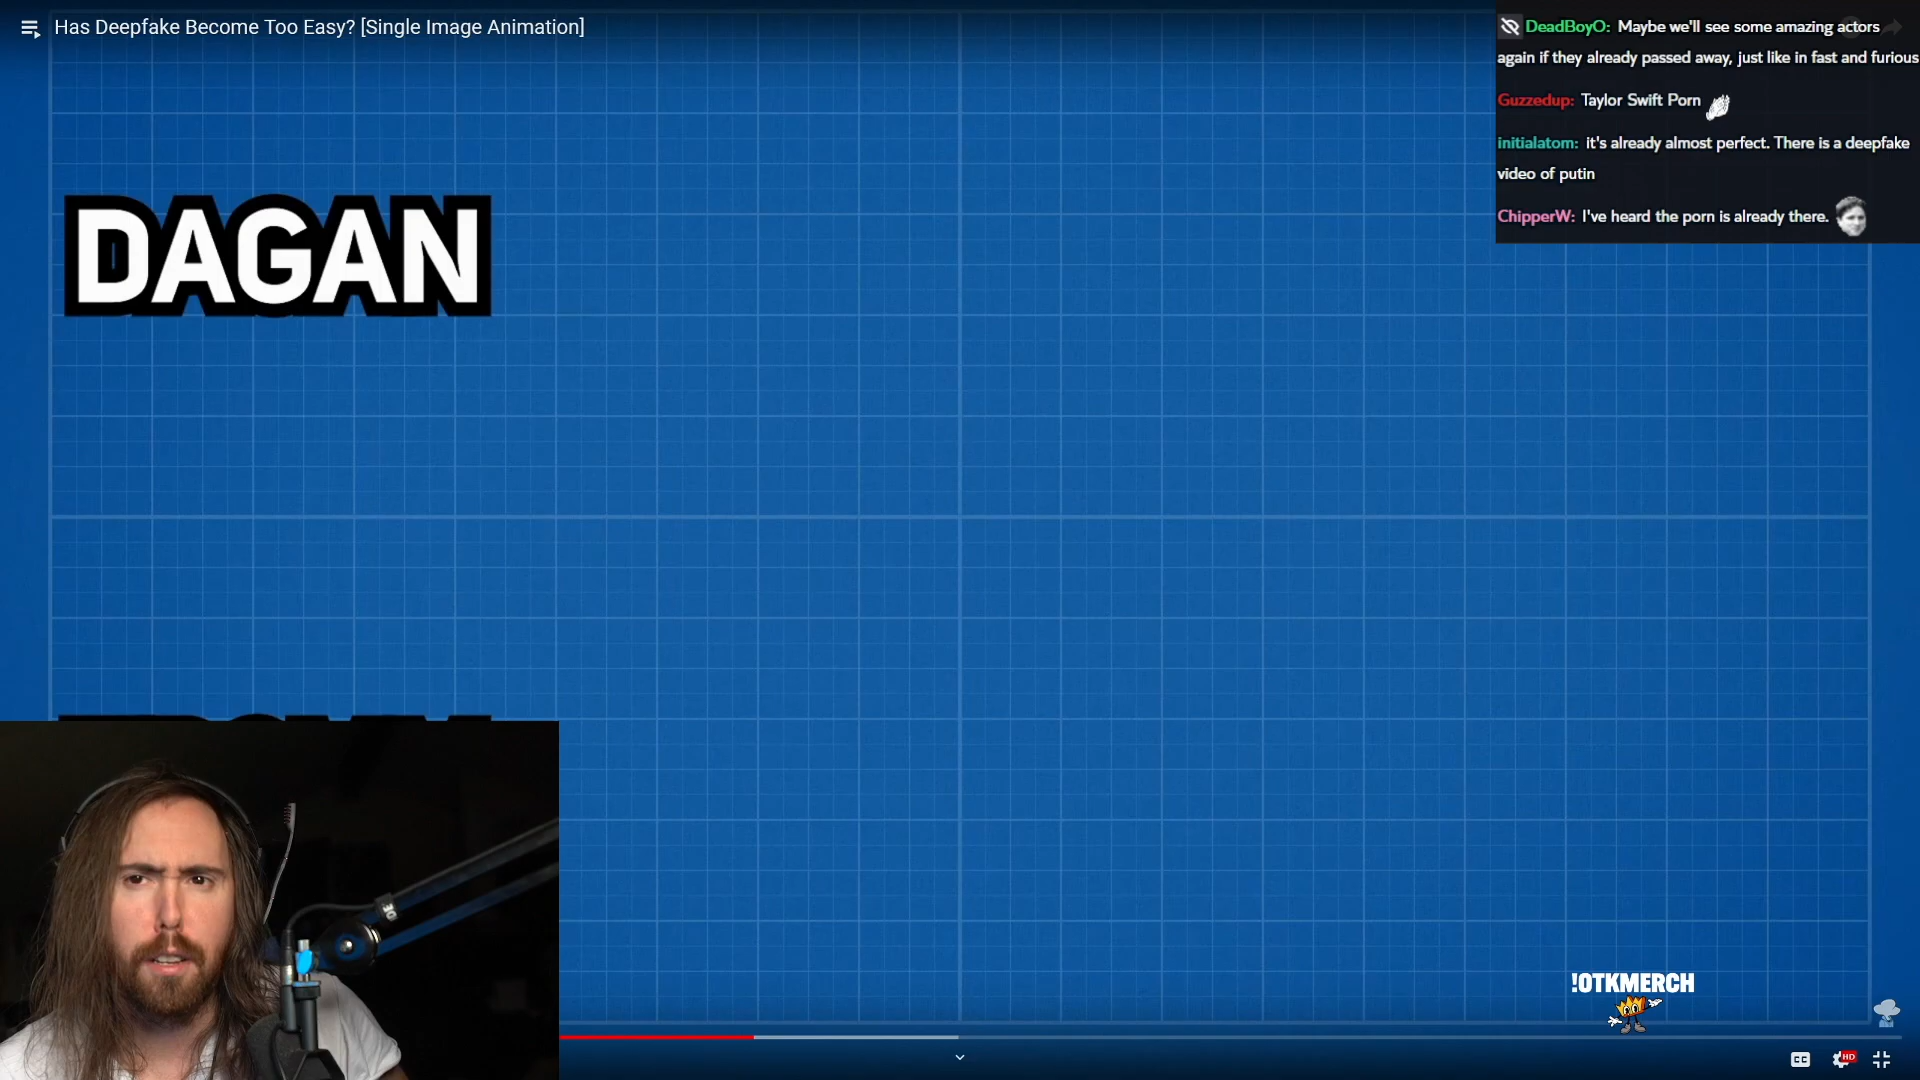 Has Deepfake Become Too Easy? [Single Image Animation]
DeadBoyO: Maybe we'll see some amazing actors
again if they already passed away, just like in fast and furious
Guzzedup: Taylor Swift Porn
initialatom: it's already almost perfect. There is a deepfake
video of putin
ChipperW: I've heard the porn is already there.
DAGAN
!OTKMERCH
CC
HD